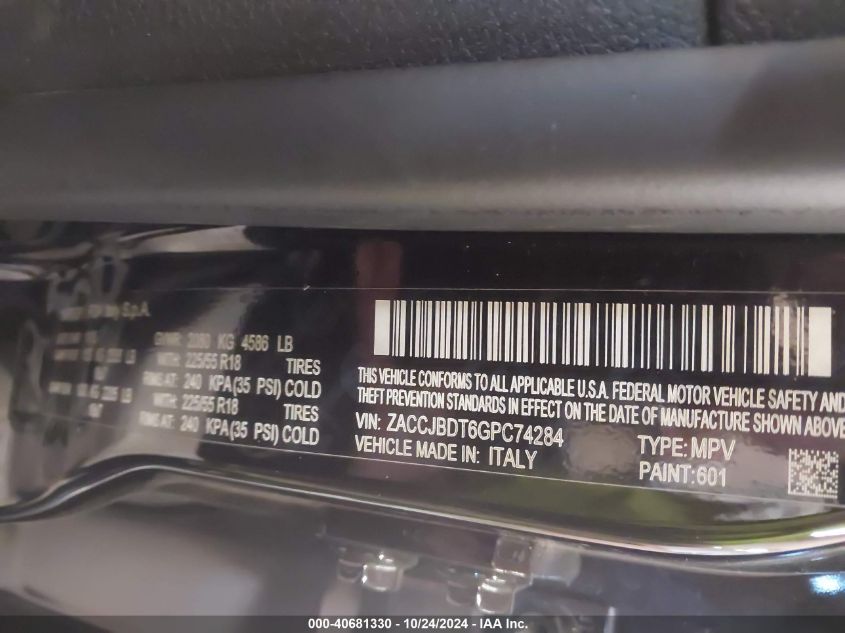 S.p.A.
GVWR: 2080 KG 4586 LB
WITH: 225/55 R18 TIRES
RIMS AT: 240 KPA(35 PSI) COLD
WITH: 225/55 R18 TIRES
RIMS AT: 240 KPA(35 PSI) COLD
THIS VEHICLE CONFORMS TO ALL APPLICABLE U.S.A. FEDERAL MOTOR VEHICLE SAFETY AND
THEFT PREVENTION STANDARDS IN EFFECT ON THE DATE OF MANUFACTURE SHOWN ABOVE
VIN: ZACCJBDT6GPC74284 TYPE: MPV
VEHICLE MADE IN: ITALY PAINT: 601
000-40681330 - 10/24/2024 - IAA Inc.